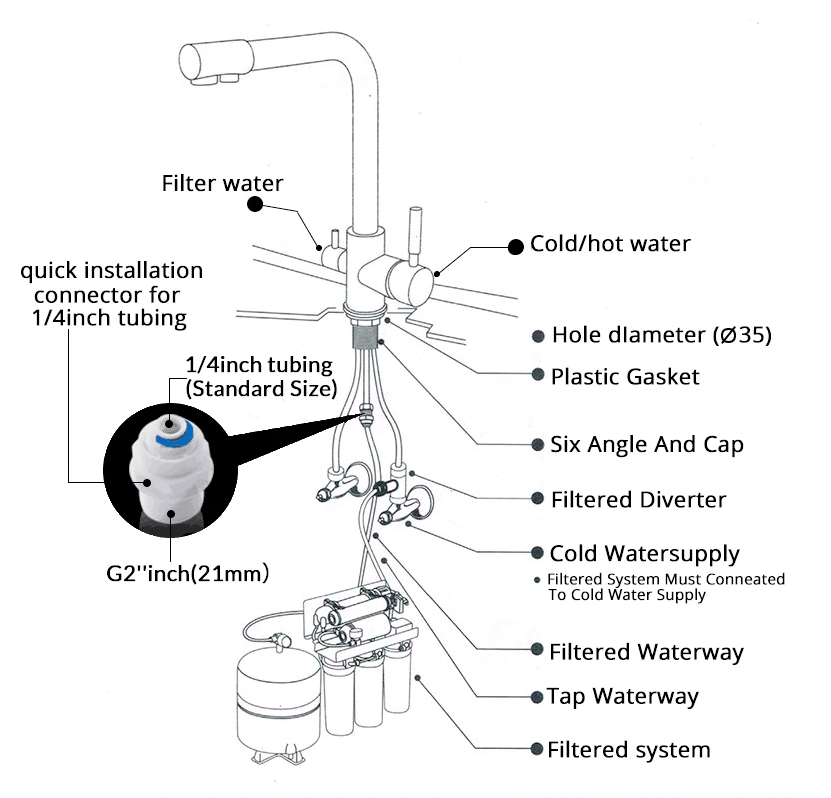 Filter water
Cold/hot water
quick installation
connector for
1/4inch tubing
Hole dIameter (Ø35)
1/4inch tubing
(Standard Size)
Plastic Gasket
Six Angle And Cap
Filtered Diverter
Cold Watersupply
• Filtered System Must Conneated
To Cold Water Supply
G2''inch(21mm)
Filtered Waterway
Tap Waterway
Filtered system